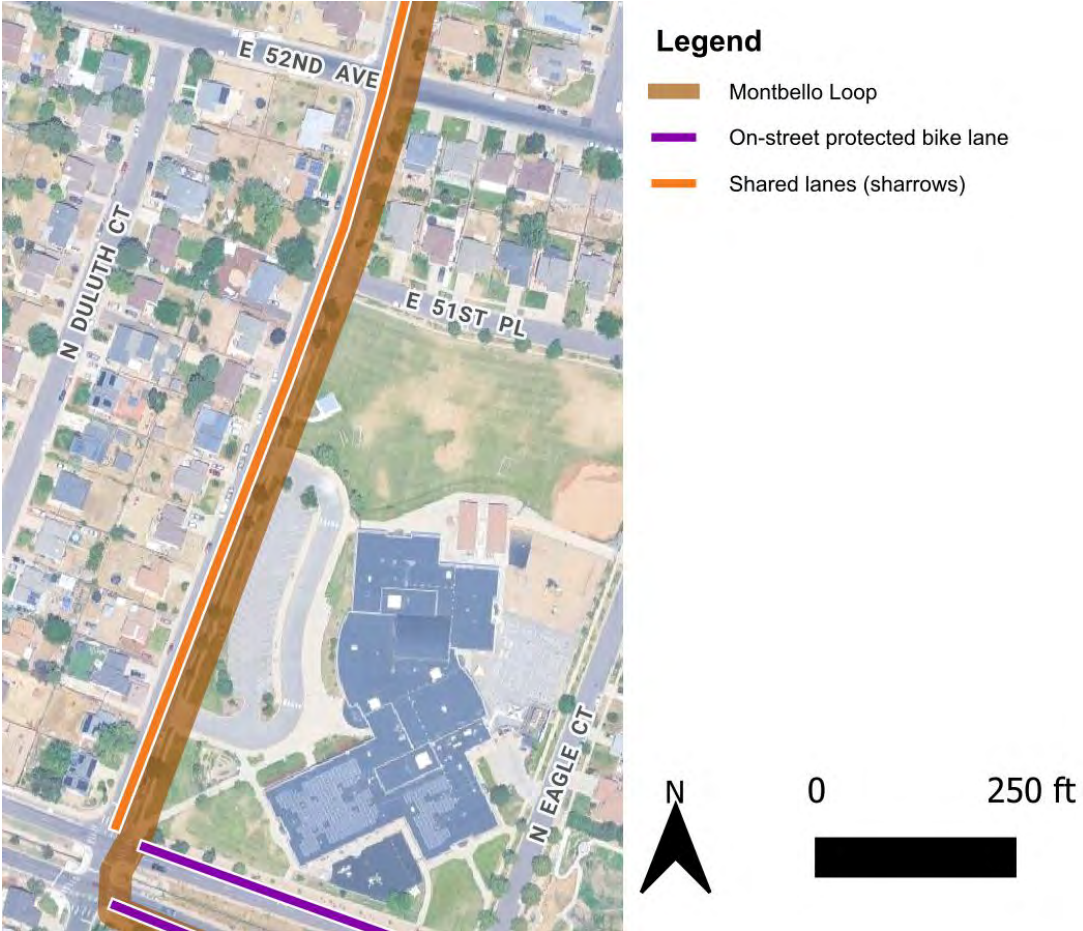 E 52ND AVE
N DULUTH CT
E 51ST PL
N EAGLE CT
Legend
Montbello Loop
On-street protected bike lane
Shared lanes (sharrows)
N
0 250 ft